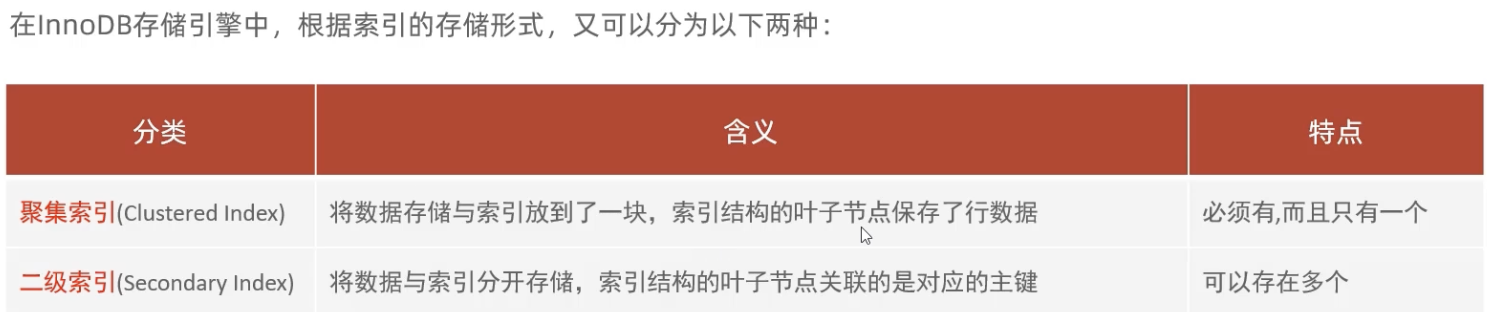 在InnoDB存储引擎中，根据索引的存储形式，又可以分为以下两种：
分类 含义 特点
聚集索引(Clustered Index) 将数据存储与索引放到了一块，索引结构的叶子节点保存了行数据 必须有,而且只有一个
二级索引(Secondary Index) 将数据与索引分开存储，索引结构的叶子节点关联的是对应的主键 可以存在多个